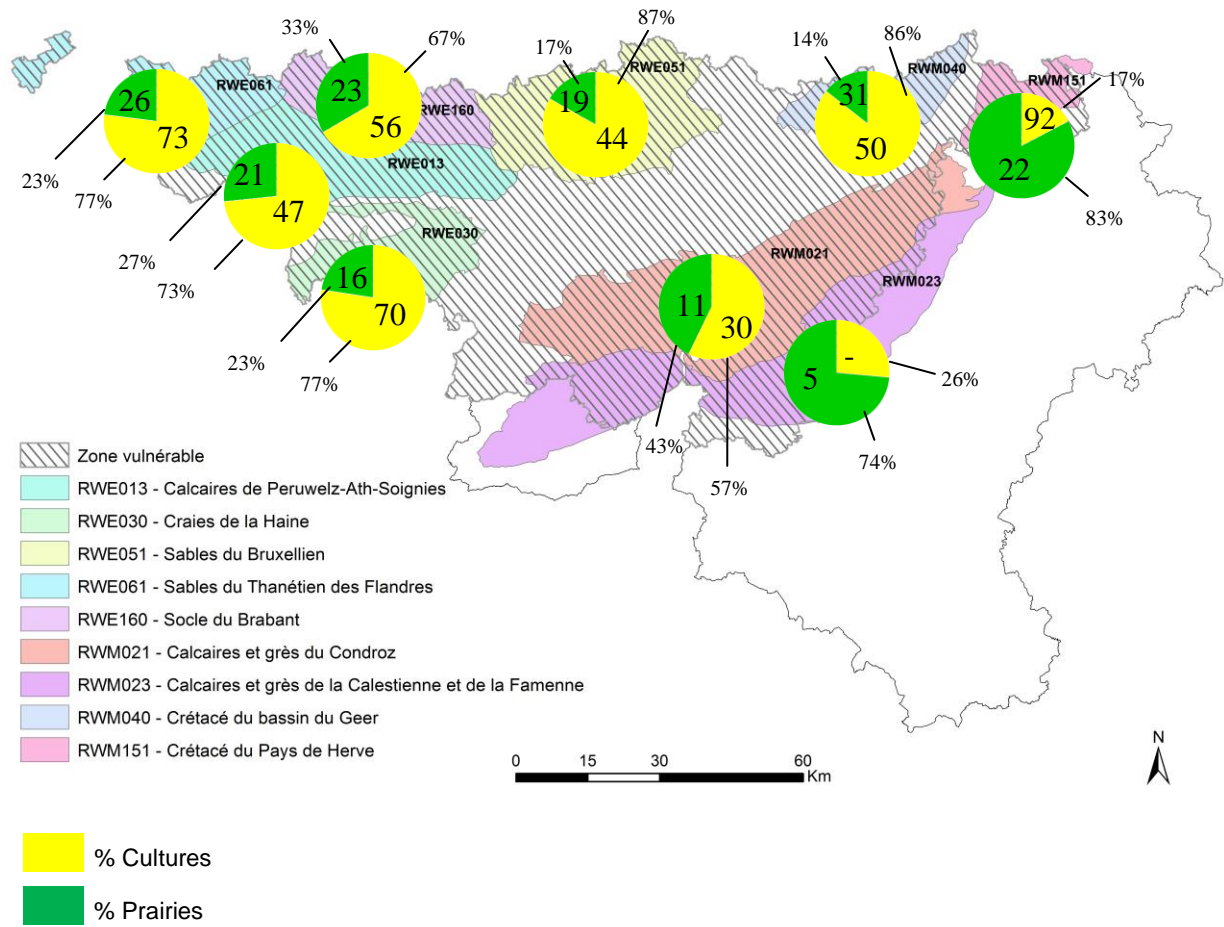 33%
67%
17%
87%
14%
86%
RWE051
RWM040
RWM151
17%
RWE061
26
73
23
56
RWE160
19
44
31
50
92
22
23%
77%
RWE013
21
47
83%
27%
73%
RWE030
RWM021
RWM023
16
70
11
30
23%
77%
5
-
26%
43%
57%
74%
Zone vulnérable
RWE013 - Calcaires de Peruwelz-Ath-Soignies
RWE030 - Craies de la Haine
RWE051 - Sables du Bruxellien
RWE061 - Sables du Thanétien des Flandres
RWE160 - Socle du Brabant
RWM021 - Calcaires et grès du Condroz
RWM023 - Calcaires et grès de la Calestienne et de la Famenne
RWM040 - Crétacé du bassin du Geer
RWM151 - Crétacé du Pays de Herve
N
0 15 30 60
Km
% Cultures
% Prairies